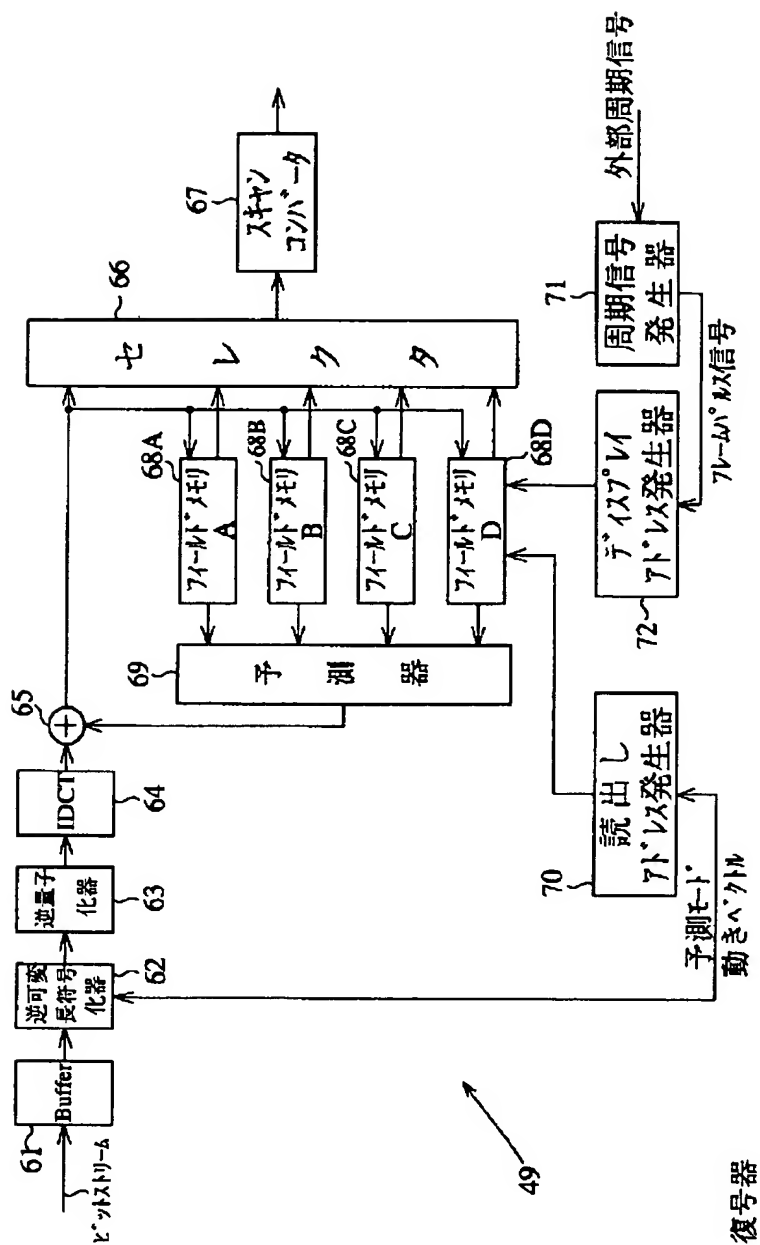 ビットストリーム
61
Buffer
62
逆可変
長符号
化器
63
逆量子
化器
64
IDCT
65
+
66
セレクタ
67
スキャン
コンバータ
68A
フィールドメモリ
A
68B
フィールドメモリ
B
68C
フィールドメモリ
C
68D
フィールドメモリ
D
69
予測器
予測モード
動きベクトル
70
読出し
アドレス発生器
72
ディスプレイ
アドレス発生器
フレームパルス信号
71
周期信号
発生器
外部周期信号
49
復号器